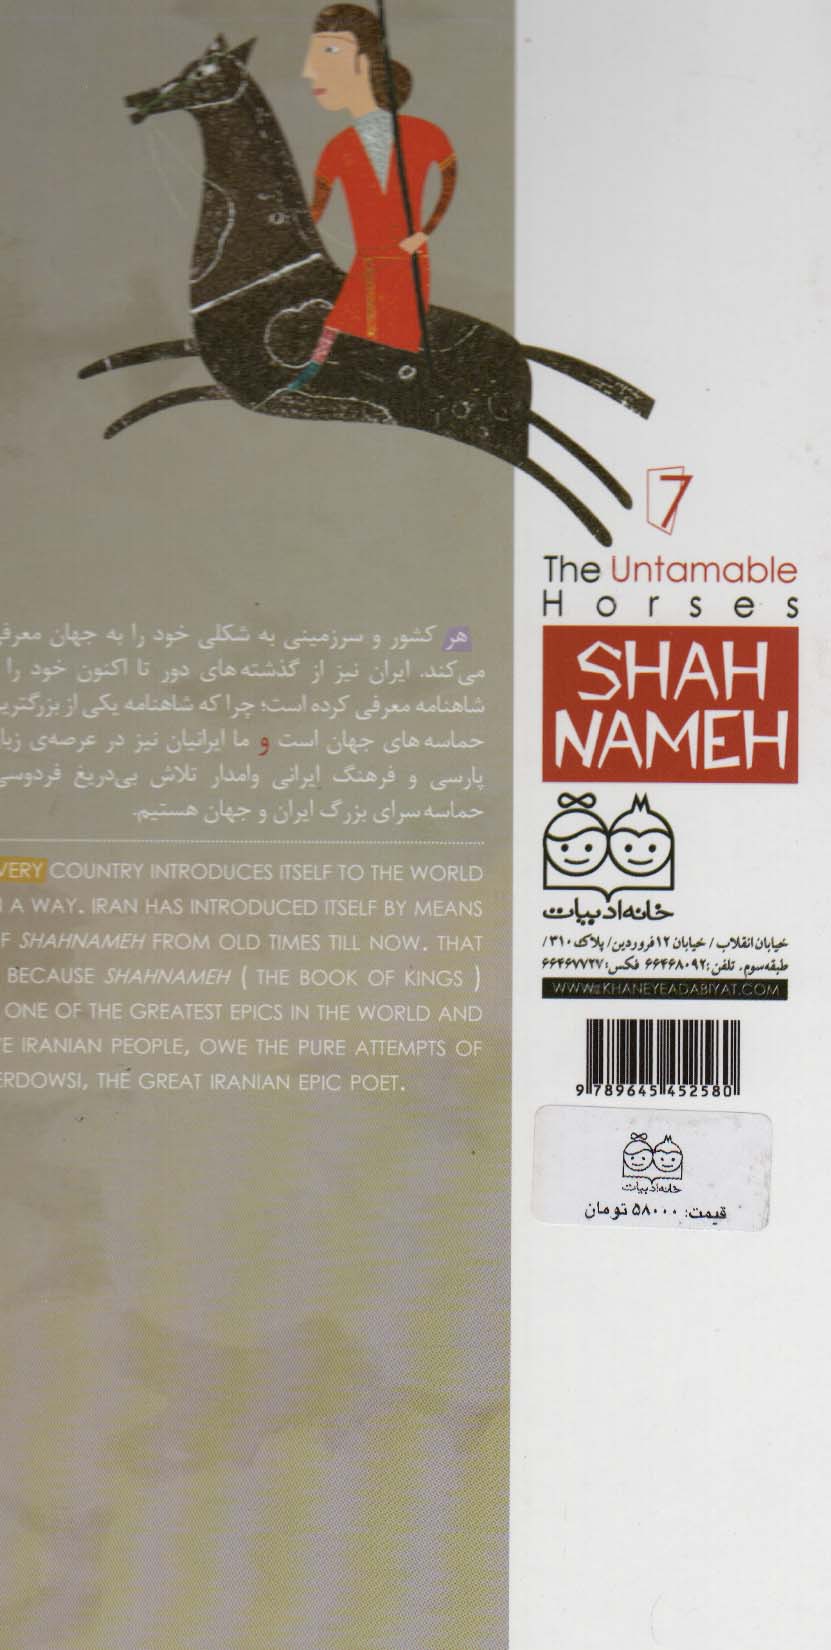 7
The Untamable
Horses
SHAH
NAMEH
خانه ادبیات
خیابان انقلاب / خیابان ۱۲ فروردین / پلاک ۳۱۰ /
طبقه سوم. تلفن: ۶۶۴۶۸۰۹۲ فکس: ۶۶۴۶۷۷۲۷
WWW.KHANEYEADABIYAT.COM
9 789645 452580
خانه ادبیات
قیمت: ۵۸۰۰۰ تومان
هر کشور و سرزمینی به شکلی خود را به جهان معرفی
می‌کند. ایران نیز از گذشته های دور تا اکنون خود را
شاهنامه معرفی کرده است؛ چرا که شاهنامه یکی از بزرگترین
حماسه های جهان است و ما ایرانیان نیز در عرصه‌ی زبا
پارسی و فرهنگ ایرانی وامدار تلاش بی‌دریغ فردوسی
حماسه سرای بزرگ ایران و جهان هستیم.
VERY COUNTRY INTRODUCES ITSELF TO THE WORLD
A WAY. IRAN HAS INTRODUCED ITSELF BY MEANS
F SHAHNAMEH FROM OLD TIMES TILL NOW. THAT
BECAUSE SHAHNAMEH ( THE BOOK OF KINGS )
ONE OF THE GREATEST EPICS IN THE WORLD AND
E IRANIAN PEOPLE, OWE THE PURE ATTEMPTS OF
ERDOWSI, THE GREAT IRANIAN EPIC POET.